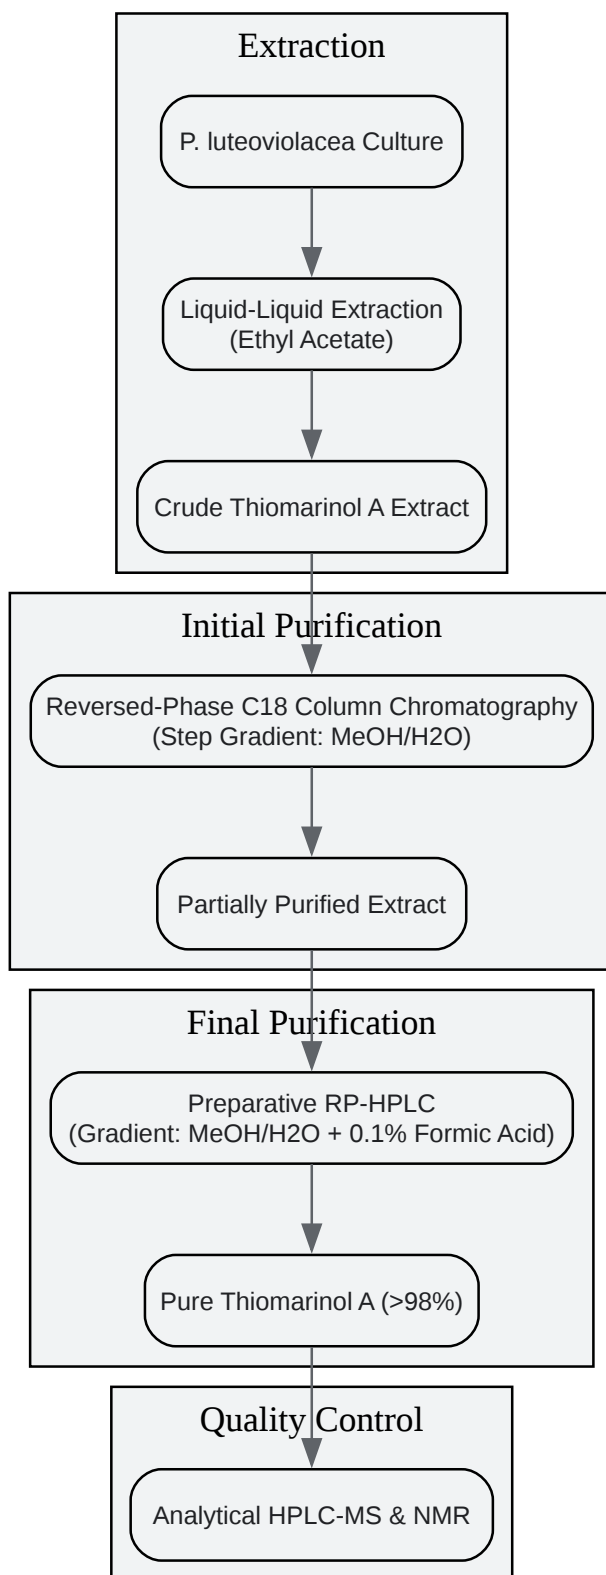 Extraction
P. luteoviolacea Culture
Liquid-Liquid Extraction
(Ethyl Acetate)
Crude Thiomarinol A Extract
Initial Purification
Reversed-Phase C18 Column Chromatography
(Step Gradient: MeOH/H2O)
Partially Purified Extract
Final Purification
Preparative RP-HPLC
(Gradient: MeOH/H2O + 0.1% Formic Acid)
Pure Thiomarinol A (>98%)
Quality Control
Analytical HPLC-MS & NMR